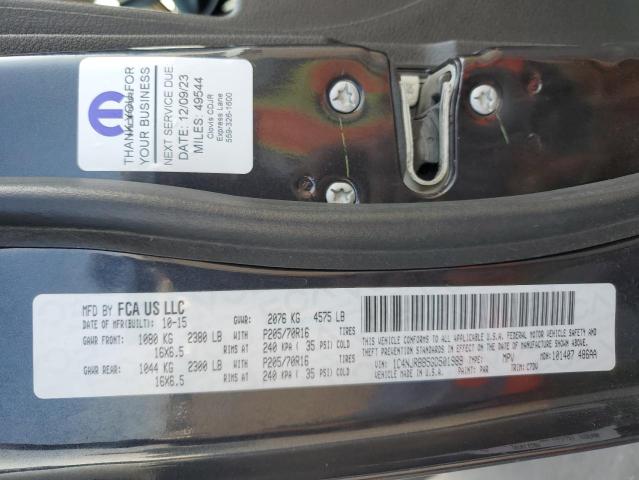 THANK YOU FOR
YOUR BUSINESS
NEXT SERVICE DUE
DATE: 12/09/23
MILES: 49544
CJDR
Express Lane
559-326-1600
MFD BY FCA US LLC
DATE OF MFR(BUILT): 10-15 GVWR: 2076 KG 4575 LB
GAWR FRONT: 1080 KG 2380 LB WITH P205/70R16 TIRES
16X6.5 RIMS AT 240 KPA ( 35 PSI) COLD
GAWR REAR: 1044 KG 2300 LB WITH P205/70R16 TIRES
16X6.5 RIMS AT 240 KPA ( 35 PSI) COLD
THIS VEHICLE CONFORMS TO ALL APPLICABLE U.S.A. FEDERAL MOTOR VEHICLE SAFETY AND
THEFT PREVENTION STANDARDS IN EFFECT ON THE DATE OF MANUFACTURE SHOWN ABOVE.
VIN: TYPE: MPV MDH: 101407 486AA
MADE IN U.S.A. PAINT: PAR TRIM: